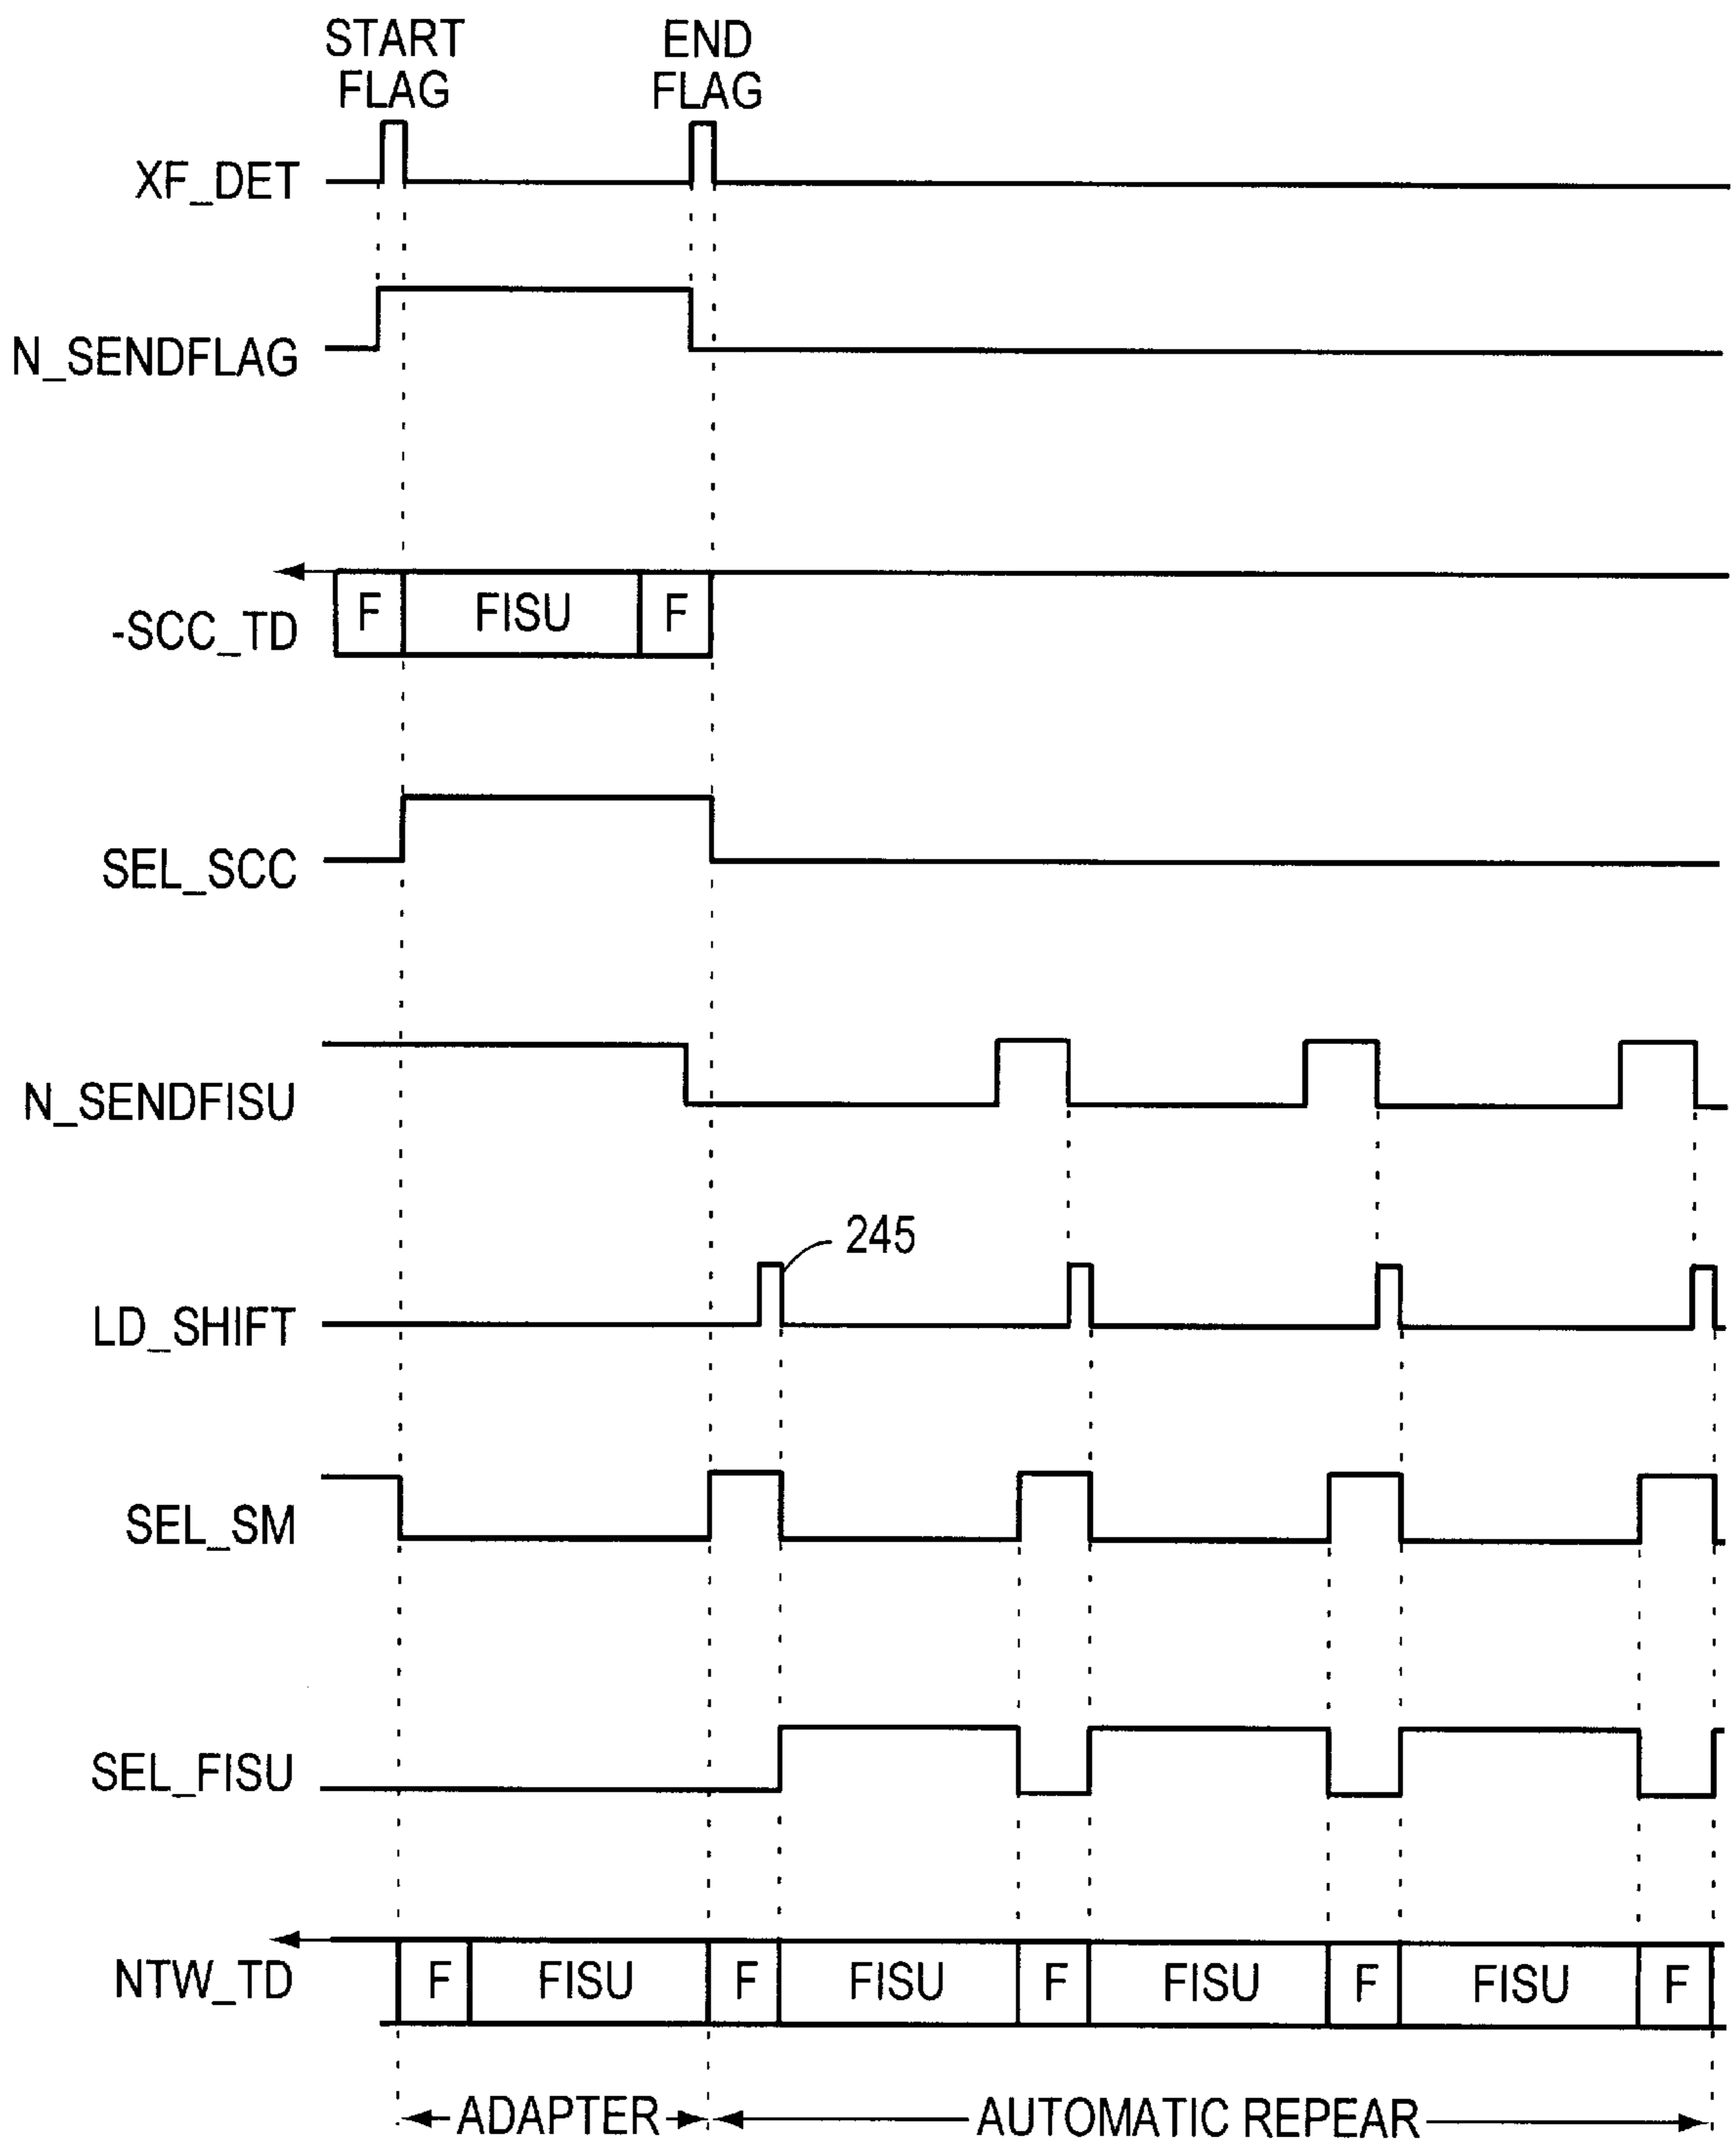 START
FLAG
END
FLAG
XF_DET
N_SENDFLAG
-SCC_TD
F FISU F
SEL_SCC
N_SENDFISU
245
LD_SHIFT
SEL_SM
SEL_FISU
NTW_TD
F FISU F FISU F FISU F FISU F
ADAPTER
AUTOMATIC REPEAR